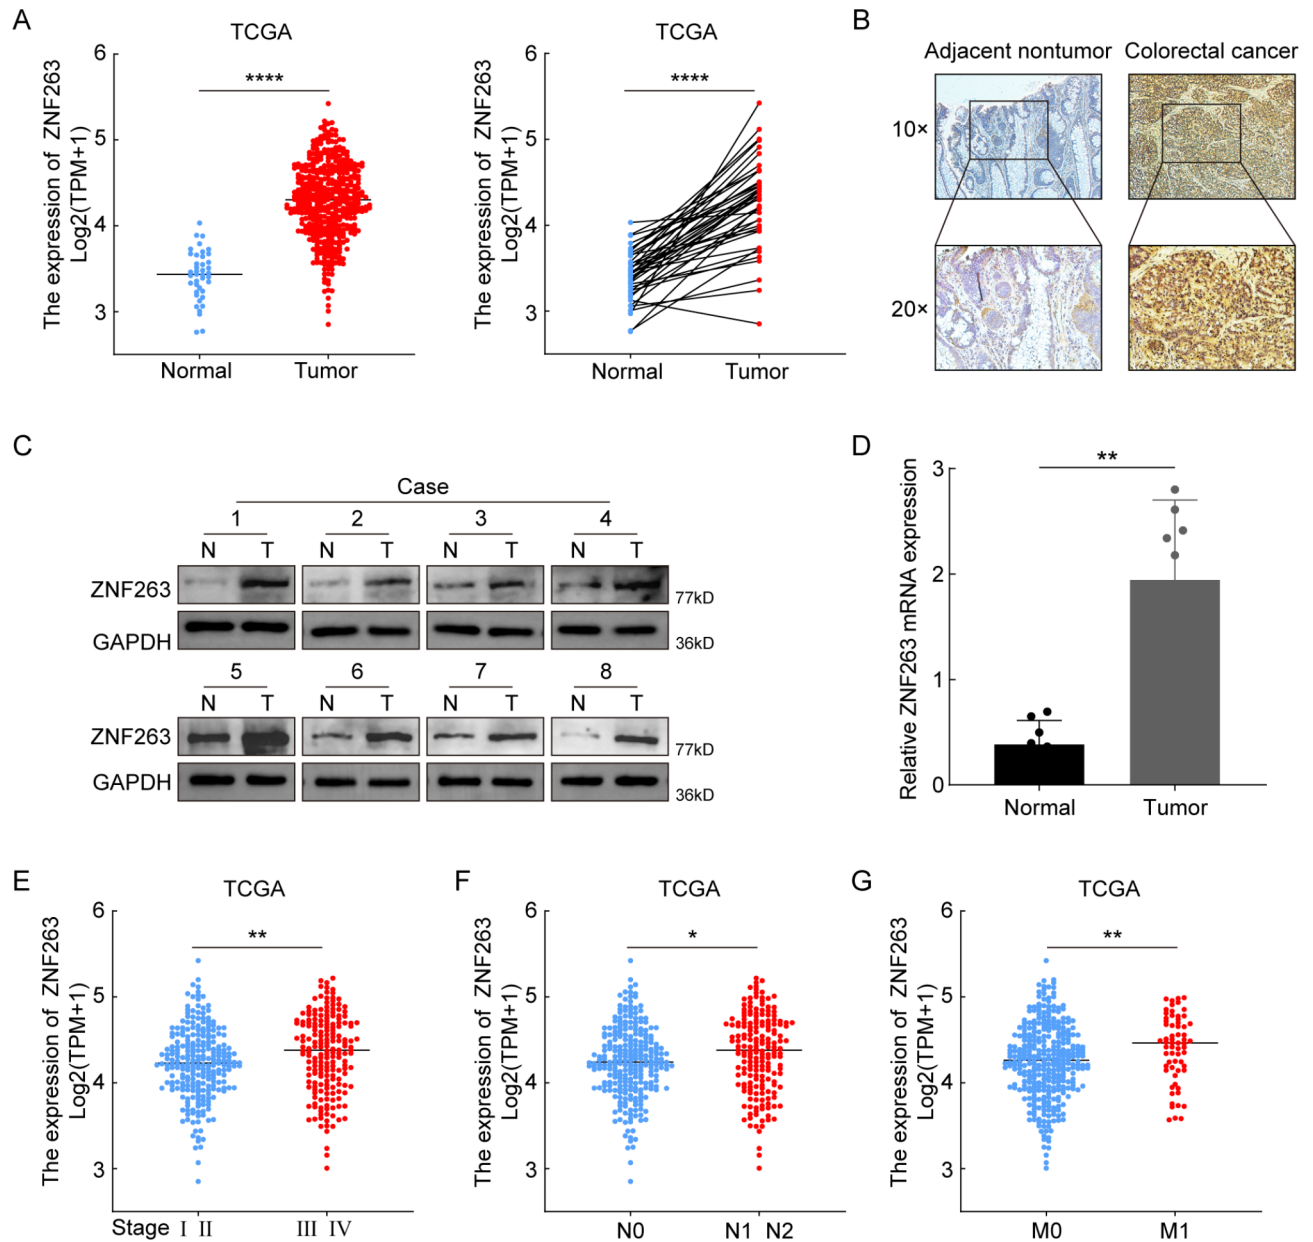 A
TCGA
The expression of ZNF263
Log2(TPM+1)
6
5
4
3
****
Normal
Tumor
TCGA
The expression of ZNF263
Log2(TPM+1)
6
5
4
3
****
Normal
Tumor
B
Adjacent nontumor
Colorectal cancer
10×
20×
C
Case
1 2 3 4
N T N T N T N T
ZNF263
77kD
GAPDH
36kD
5 6 7 8
N T N T N T N T
ZNF263
77kD
GAPDH
36kD
D
Relative ZNF263 mRNA expression
3
2
1
0
**
Normal
Tumor
E
TCGA
The expression of ZNF263
Log2(TPM+1)
6
5
4
3
**
Stage I II
III IV
F
TCGA
The expression of ZNF263
Log2(TPM+1)
6
5
4
3
*
N0
N1 N2
G
TCGA
The expression of ZNF263
Log2(TPM+1)
6
5
4
3
**
M0
M1